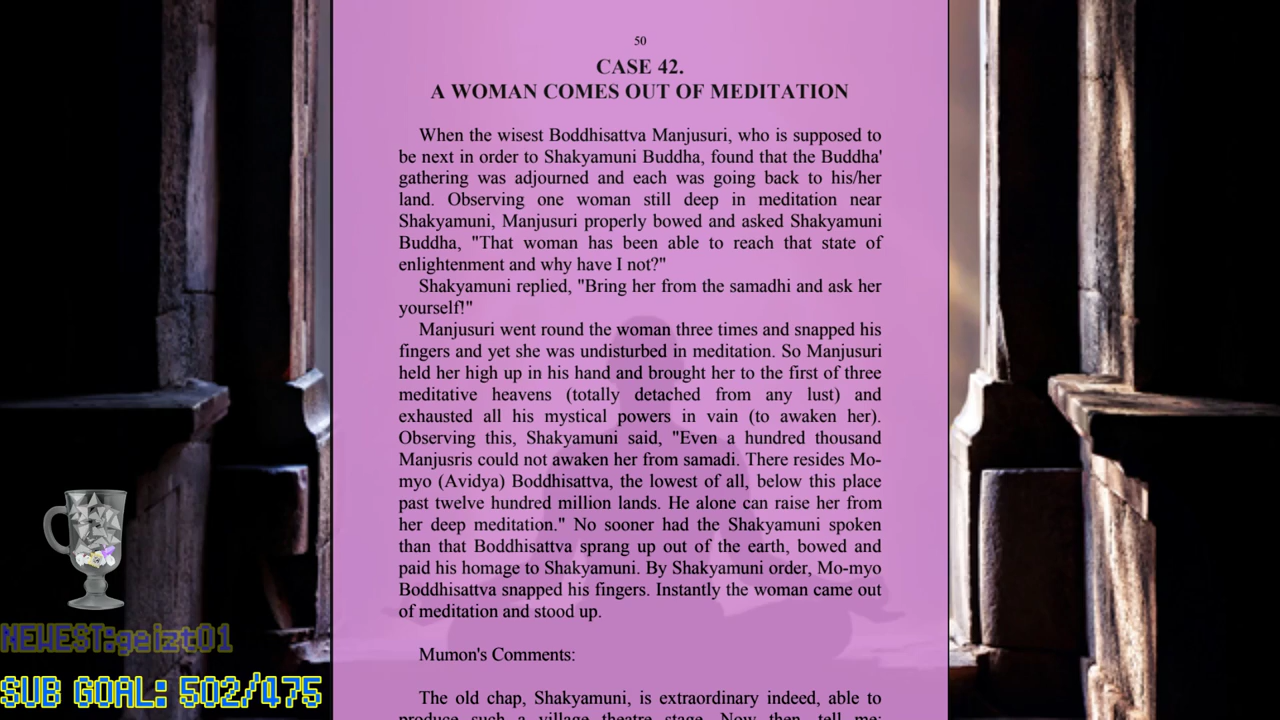 50
CASE 42.
A WOMAN COMES OUT OF MEDITATION
When the wisest Boddhisattva Manjusuri, who is supposed to
be next in order to Shakyamuni Buddha, found that the Buddha'
gathering was adjourned and each was going back to his/her
land. Observing one woman still deep in meditation near
Shakyamuni, Manjusuri properly bowed and asked Shakyamuni
Buddha, "That woman has been able to reach that state of
enlightenment and why have I not?"
Shakyamuni replied, "Bring her from the samadhi and ask her
yourself!"
Manjusuri went round the woman three times and snapped his
fingers and yet she was undisturbed in meditation. So Manjusuri
held her high up in his hand and brought her to the first of three
meditative heavens (totally detached from any lust) and
exhausted all his mystical powers in vain (to awaken her).
Observing this, Shakyamuni said, "Even a hundred thousand
Manjusris could not awaken her from samadi. There resides Mo-
myo (Avidya) Boddhisattva, the lowest of all, below this place
past twelve hundred million lands. He alone can raise her from
her deep meditation." No sooner had the Shakyamuni spoken
than that Boddhisattva sprang up out of the earth, bowed and
paid his homage to Shakyamuni. By Shakyamuni order, Mo-myo
Boddhisattva snapped his fingers. Instantly the woman came out
of meditation and stood up.
Mumon's Comments:
The old chap, Shakyamuni, is extraordinary indeed, able to
produce such a village theatre stage. Now then, tell me:
NEWEST:geizt01
SUB GOAL: 502/475